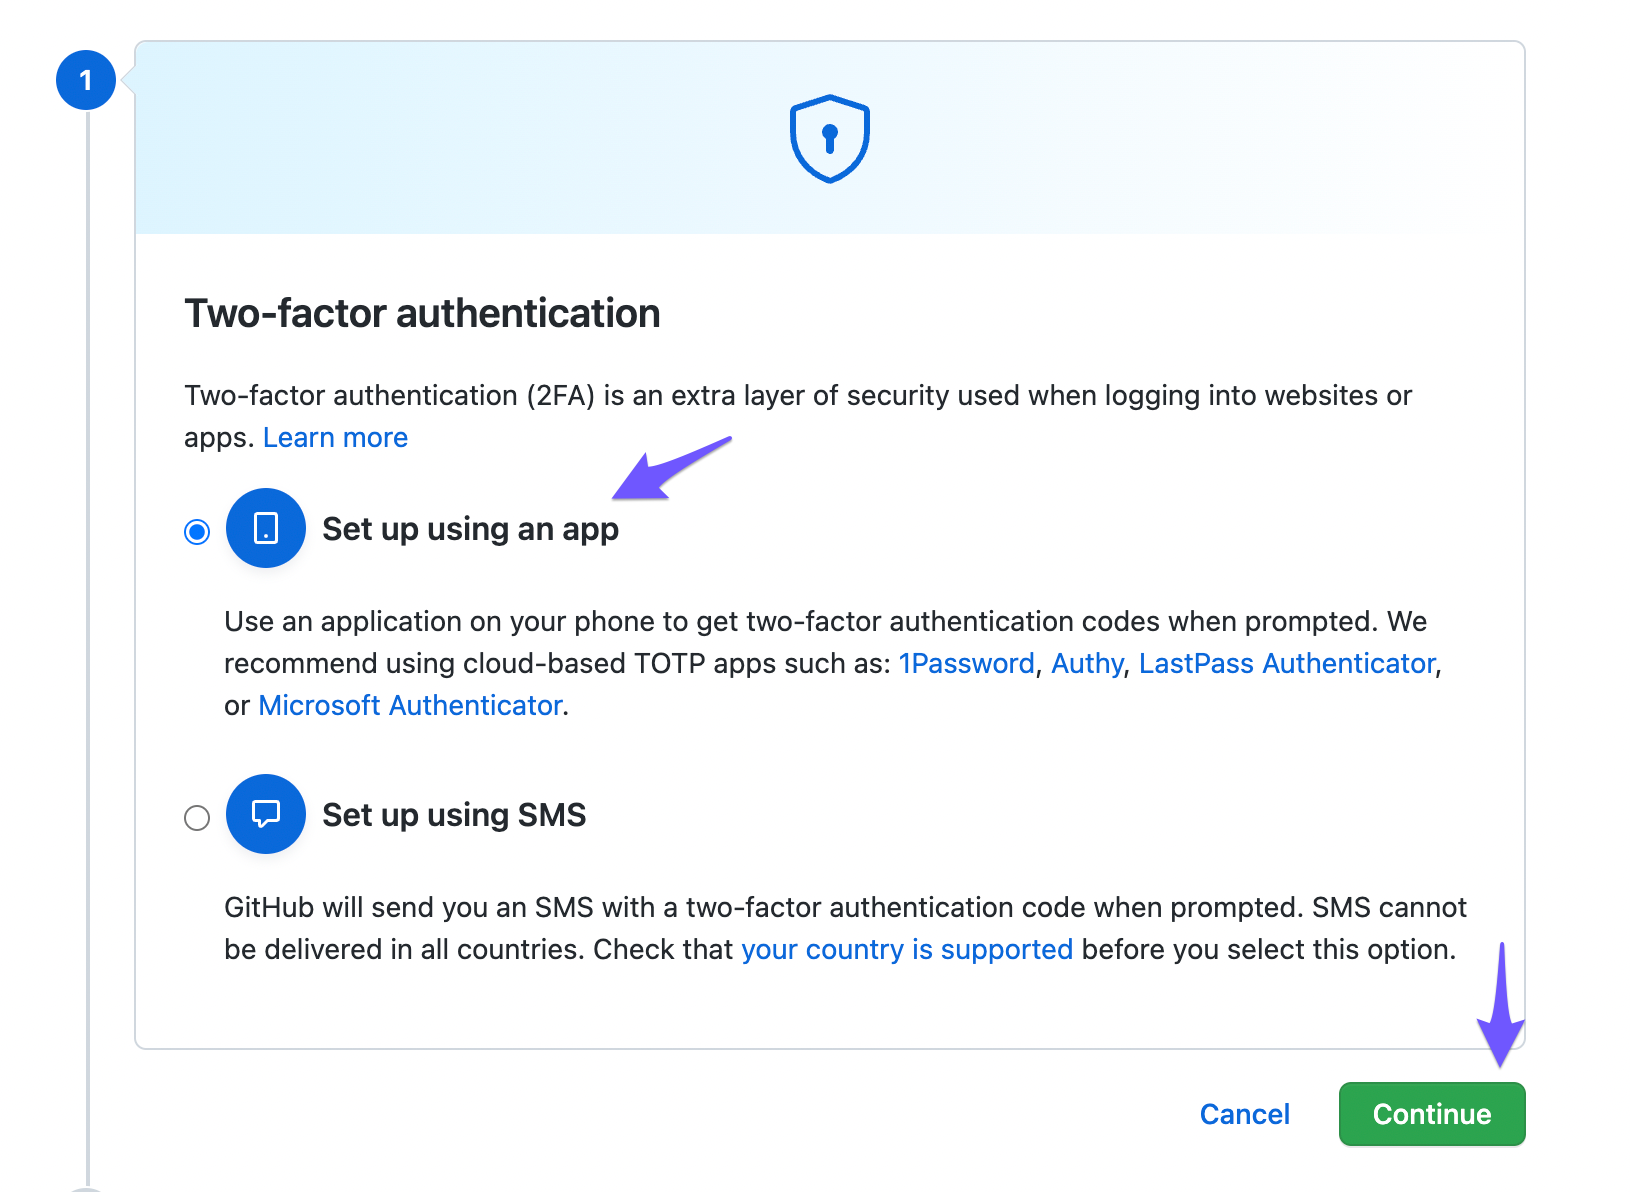 1
Two-factor authentication
Two-factor authentication (2FA) is an extra layer of security used when logging into websites or
apps. Learn more
Set up using an app
Use an application on your phone to get two-factor authentication codes when prompted. We
recommend using cloud-based TOTP apps such as: 1Password, Authy, LastPass Authenticator,
or Microsoft Authenticator.
Set up using SMS
GitHub will send you an SMS with a two-factor authentication code when prompted. SMS cannot
be delivered in all countries. Check that your country is supported before you select this option.
Cancel
Continue